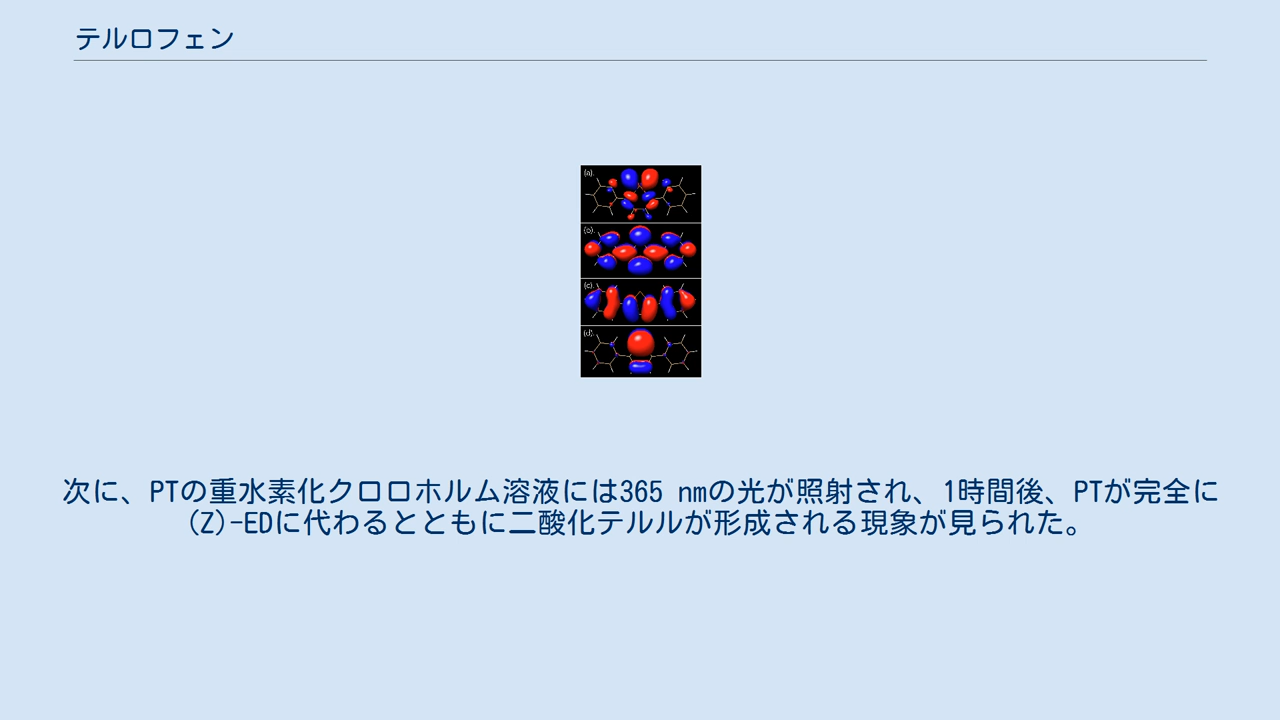 テルロフェン
(a).
(b).
(c).
(d).
次に、PTの重水素化クロロホルム溶液には365 nmの光が照射され、1時間後、PTが完全に
(Z)-EDに代わるとともに二酸化テルルが形成される現象が見られた。